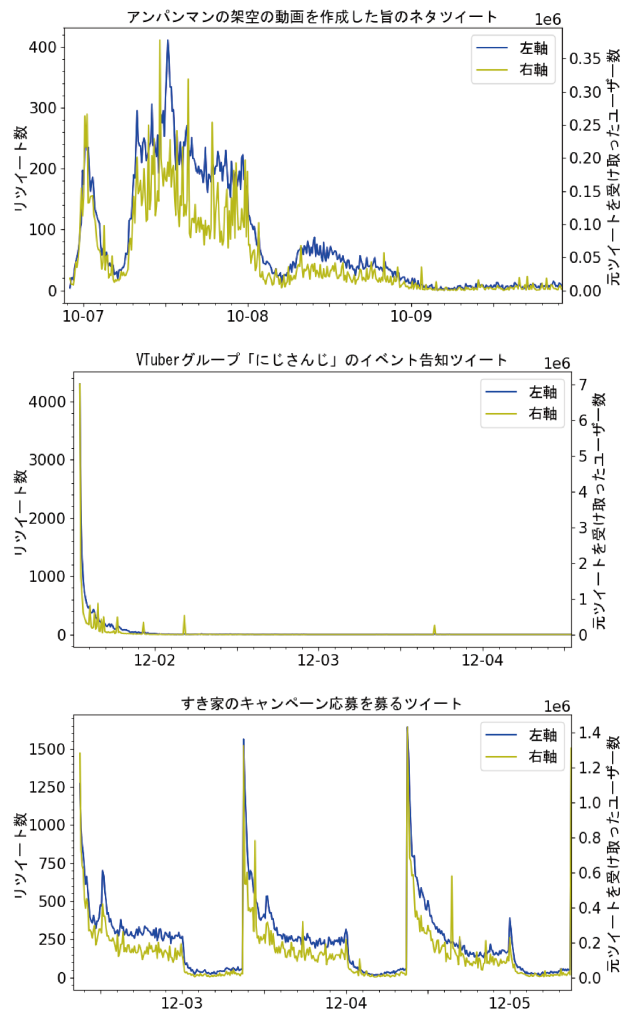 アンパンマンの架空の動画を作成した旨のネタツイート
1e6
左軸
右軸
リツイート数
元ツイートを受け取ったユーザー数
400
300
200
100
0
0.35
0.30
0.25
0.20
0.15
0.10
0.05
0.00
10-07
10-08
10-09
VTuberグループ「にじさんじ」のイベント告知ツイート
1e6
左軸
右軸
リツイート数
元ツイートを受け取ったユーザー数
4000
3000
2000
1000
0
7
6
5
4
3
2
1
0
12-02
12-03
12-04
すき家のキャンペーン応募を募るツイート
1e6
左軸
右軸
リツイート数
元ツイートを受け取ったユーザー数
1500
1250
1000
750
500
250
0
1.4
1.2
1.0
0.8
0.6
0.4
0.2
0.0
12-03
12-04
12-05